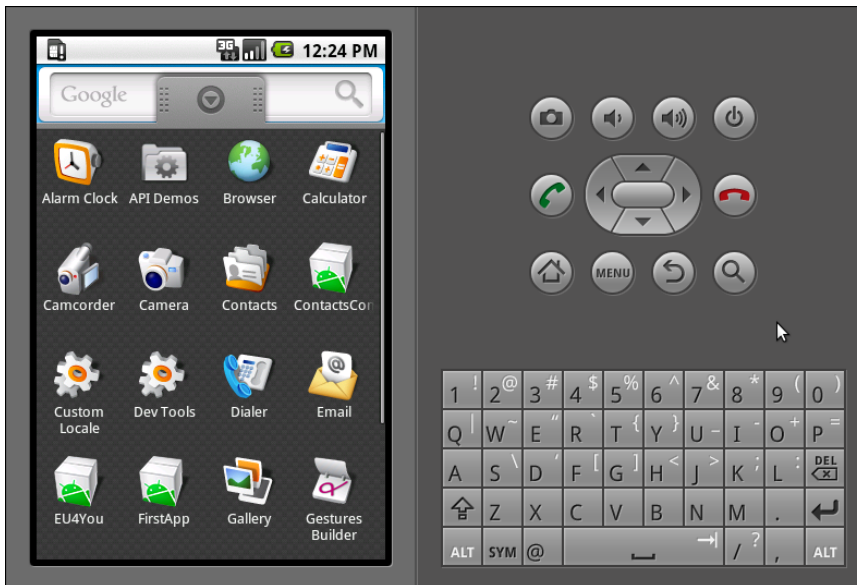 3G 12:24 PM
Google
Alarm Clock API Demos Browser Calculator
Camcorder Camera Contacts ContactsCon
Custom Locale Dev Tools Dialer Email
EU4You FirstApp Gallery Gestures Builder
MENU
1 ! 2 @ 3 # 4 $ 5 % 6 ^ 7 & 8 * 9 ( 0 )
Q | W ~ E “ R ` T { Y } U _ I - O + P =
A S \ D ‘ F [ G ] H < J > K ; L : DEL
Z X C V B N M .
ALT SYM @ / ? , ALT